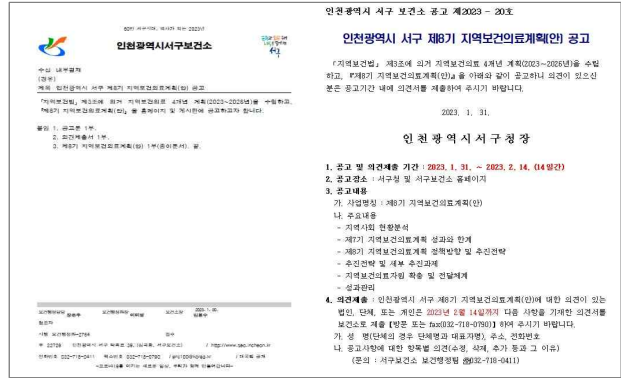 인천광역시서구보건소
수신 내부결재
(경유)
제목 인천광역시 서구 제8기 지역보건의료계획(안) 공고
「지역보건법」 제3조에 의거 지역보건의료 4개년 계획(2023~2026년)을 수립하고,
「제8기 지역보건의료계획(안)」을 홈페이지 및 게시판에 공고하고자 합니다.
붙임 1. 공고문 1부.
2. 의견제출서 1부.
3. 제8기 지역보건의료계획(안) 1부(종이문서). 끝.
협조자
인천광역시 서구 보건소 공고 제2023 - 20호
인천광역시 서구 제8기 지역보건의료계획(안) 공고
「지역보건법」 제3조에 의거 지역보건의료 4개년 계획(2023~2026년)을 수립
하고, 『제8기 지역보건의료계획(안)』을 아래와 같이 공고하니 의견이 있으신
분은 공고기간 내에 의견서를 제출하여 주시기 바랍니다.
2023. 1. 31.
인천광역시서구청장
1. 공고 및 의견제출 기간 : 2023. 1. 31. ~ 2023. 2. 14. (14일간)
2. 공고장소 : 서구청 및 서구보건소 홈페이지
3. 공고내용
가. 사업명칭 : 제8기 지역보건의료계획(안)
나. 주요내용
- 지역사회 현황분석
- 제7기 지역보건의료계획 성과와 한계
- 제8기 지역보건의료계획 정책방향 및 추진전략
- 추진전략 및 세부 추진과제
- 지역보건의료자원 확충 및 전달체계
- 성과관리
4. 의견제출 : 인천광역시 서구 제8기 지역보건의료계획(안)에 대한 의견이 있는
법인, 단체, 또는 개인은 2023년 2월 14일까지 다음 사항을 기재한 의견서를
보건소로 제출【방문 또는 fax(032-718-0790)】하여 주시기 바랍니다.
가. 성 명(단체의 경우 단체명과 대표자명), 주소, 전화번호
나. 공고사항에 대한 항목별 의견(수정, 삭제, 추가 등과 그 이유)
(문의 : 서구보건소 보건행정팀 ☎032-718-0411)